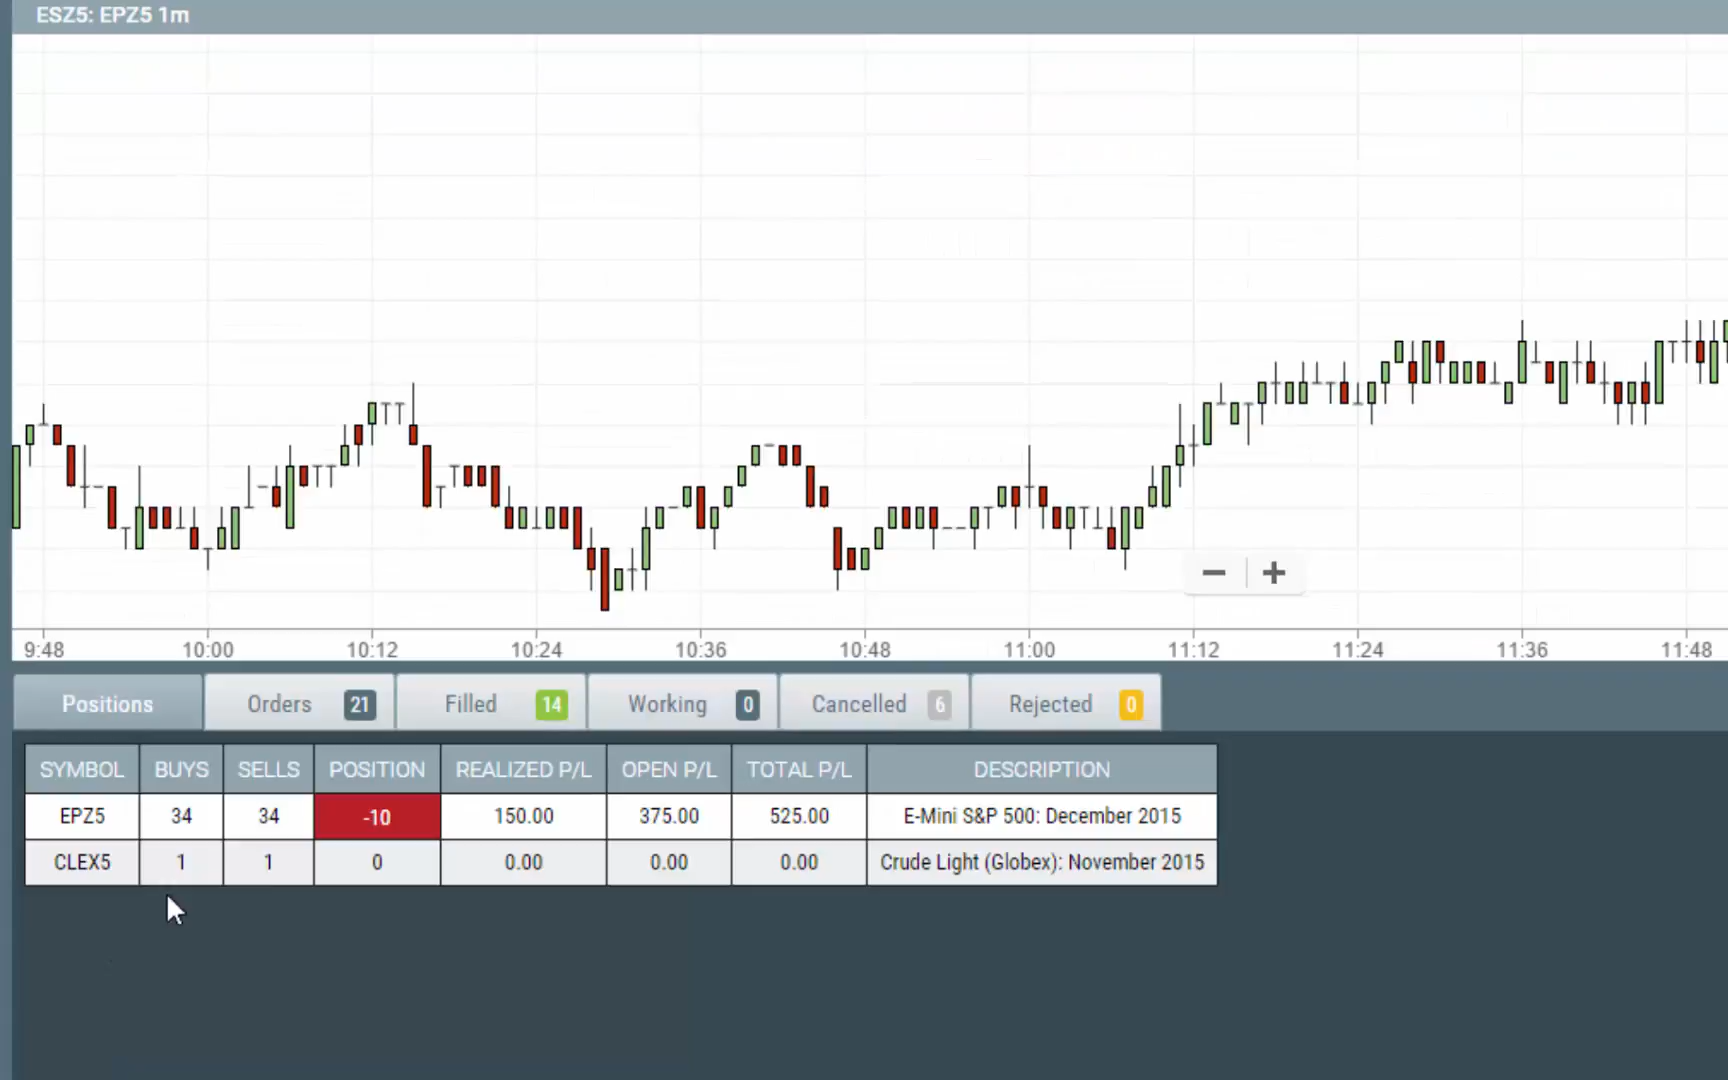 ESZ5: EPZ5 1m
9:48 10:00 10:12 10:24 10:36 10:48 11:00 11:12 11:24 11:36 11:48
Positions Orders 21 Filled 14 Working 0 Cancelled 6 Rejected 0
SYMBOL BUYS SELLS POSITION REALIZED P/L OPEN P/L TOTAL P/L DESCRIPTION
EPZ5 34 34 -10 150.00 375.00 525.00 E-Mini S&P 500: December 2015
CLEX5 1 1 0 0.00 0.00 0.00 Crude Light (Globex): November 2015